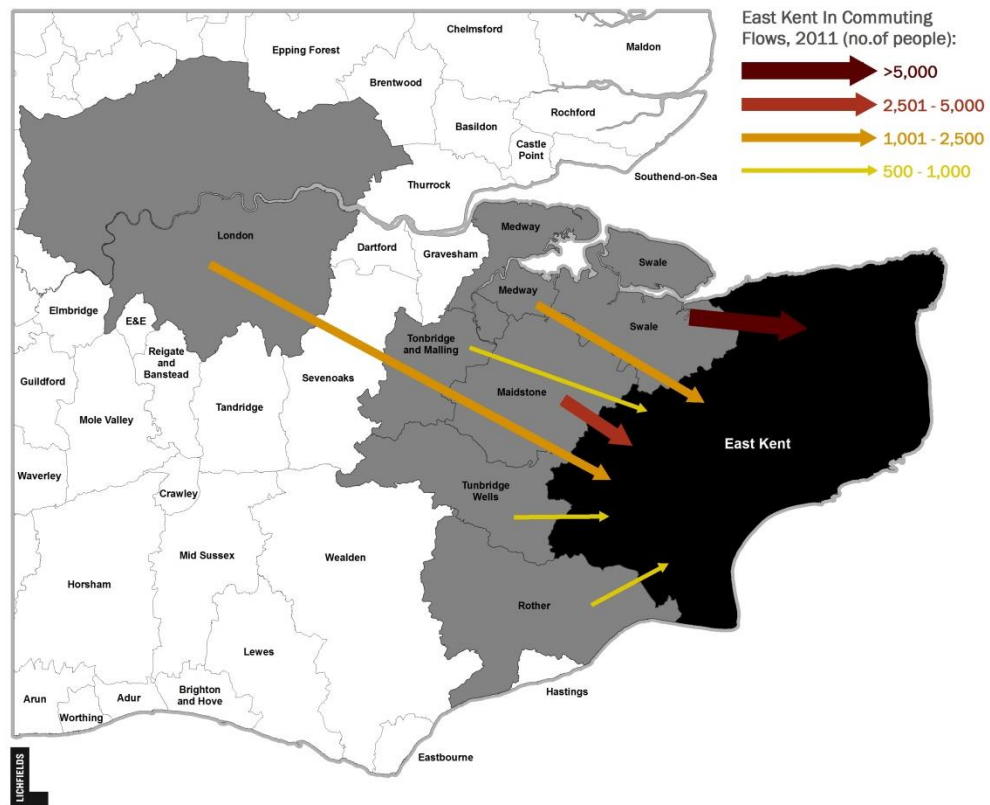 East Kent In Commuting
Flows, 2011 (no.of people):
>5,000
2,501 - 5,000
1,001 - 2,500
500 - 1,000
Epping Forest
Chelmsford
Maldon
Brentwood
Rochford
Basildon
Castle
Point
Southend-on-Sea
Thurrock
London
Dartford
Gravesham
Medway
Swale
Medway
Swale
Elmbridge
E&E
Reigate
and
Banstead
Tonbridge
and Malling
Guildford
Mole Valley
Tandridge
Sevenoaks
Maidstone
East Kent
Waverley
Crawley
Tunbridge
Wells
Mid Sussex
Wealden
Horsham
Rother
Lewes
Hastings
Arun
Worthing
Adur
Brighton
and Hove
Eastbourne
LICHFIELDS